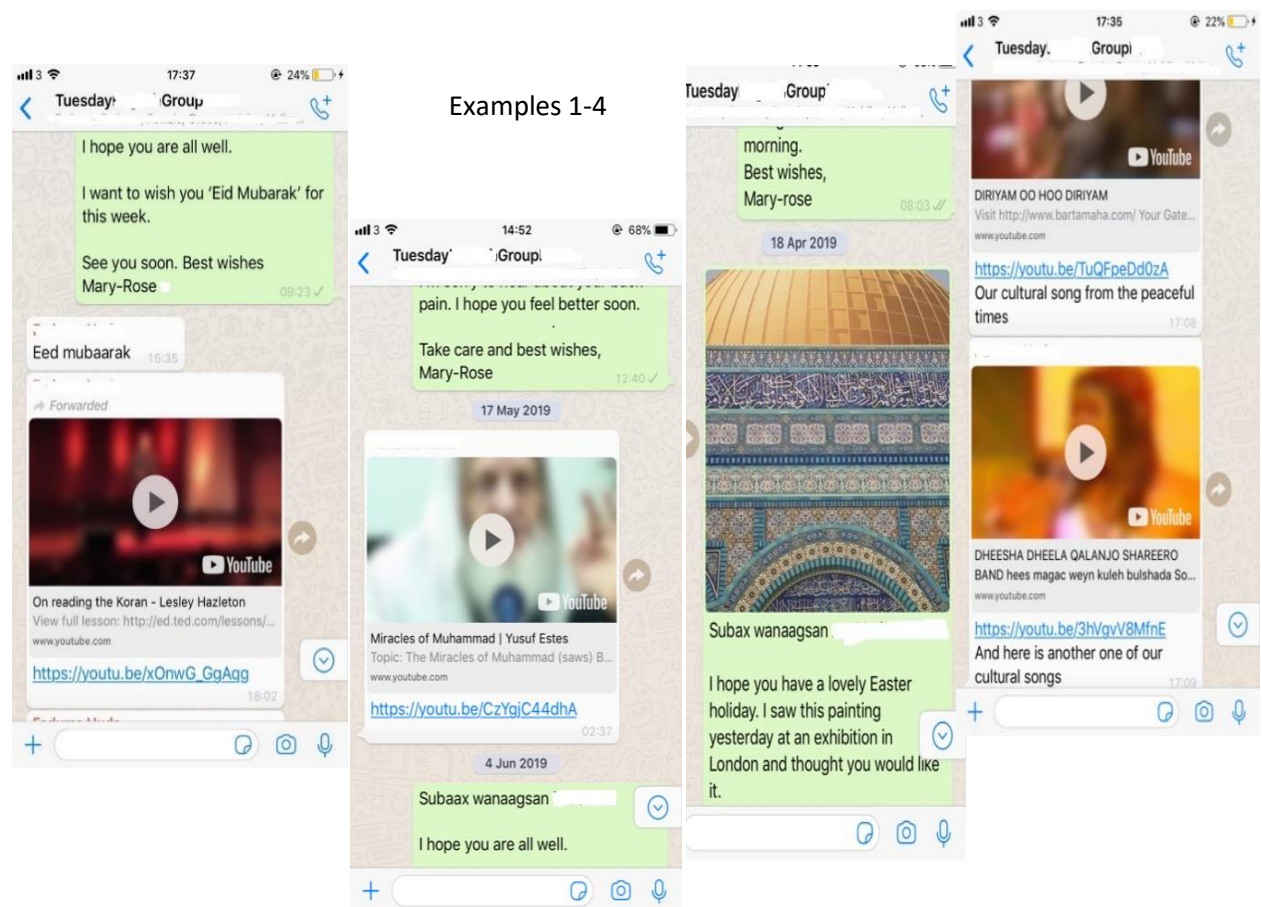 Examples 1-4
3
17:37
24%
Tuesday
Group
I hope you are all well.
I want to wish you 'Eid Mubarak' for
this week.
See you soon. Best wishes
Mary-Rose
09:23
Eed mubaarak
15:35
Forwarded
YouTube
On reading the Koran - Lesley Hazleton
View full lesson: http://ed.ted.com/lessons/...
www.youtube.com
https://youtu.be/xOnwG_GgAqg
18:02
3
14:52
68%
Tuesday
Group
pain. I hope you feel better soon.
Take care and best wishes,
Mary-Rose
12:40
17 May 2019
YouTube
Miracles of Muhammad | Yusuf Estes
Topic: The Miracles of Muhammad (saws) B...
www.youtube.com
https://youtu.be/CzYgjC44dhA
02:37
4 Jun 2019
Subaax wanaagsan
I hope you are all well.
Tuesday
Group
morning.
Best wishes,
Mary-rose
08:03
18 Apr 2019
Subax wanaagsan
I hope you have a lovely Easter
holiday. I saw this painting
yesterday at an exhibition in
London and thought you would like
it.
3
17:35
22%
Tuesday.
Group
YouTube
DIRIYAM OO HOO DIRIYAM
Visit http://www.bartamaha.com/ Your Gate...
www.youtube.com
https://youtu.be/TuQFpeDd0zA
Our cultural song from the peaceful
times
17:08
YouTube
DHEESHA DHEELA QALANJO SHAREERO
BAND hees magac weyn kuleh bulshada So...
www.youtube.com
https://youtu.be/3hVgvV8MfnE
And here is another one of our
cultural songs
17:09